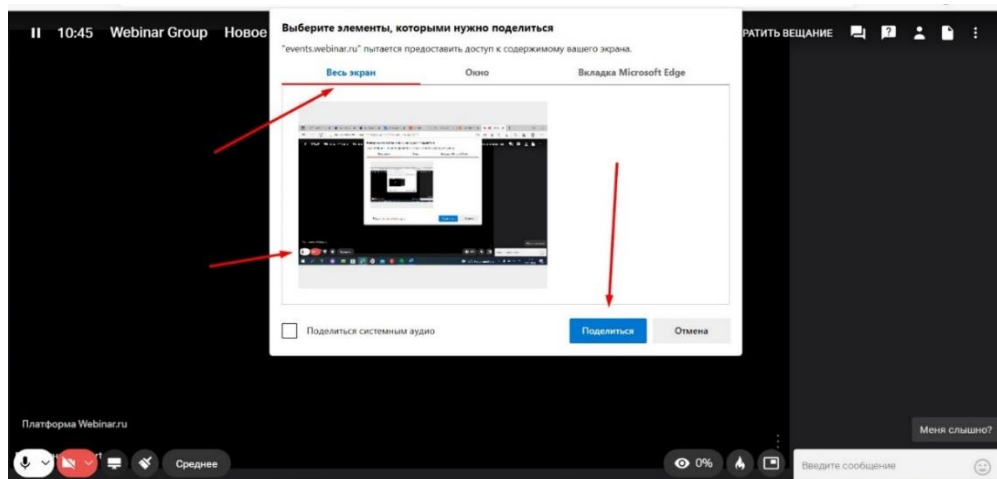 Выберите элементы, которыми нужно поделиться
10:45 Webinar Group Новое
РАТИТЬ ВЕЩАНИЕ
"events.webinar.ru" пытается предоставить доступ к содержимому вашего экрана.
Весь экран Окно Вкладка Microsoft Edge
Поделиться системным аудио Поделиться Отмена
Платформа Webinar.ru
Меня слышно?
Среднее
0%
Введите сообщение